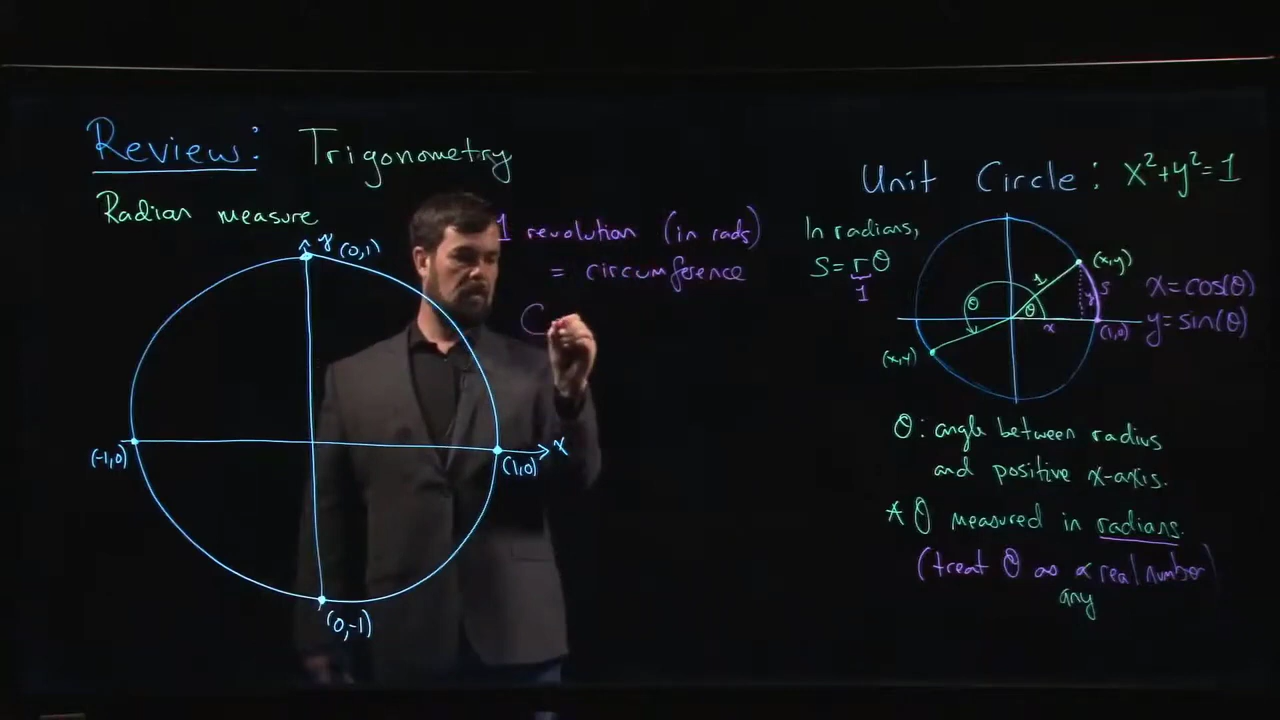 Review: Trigonometry
Radian measure
y (0,1)
(-1,0)
x
(1,0)
(0,-1)
1 revolution (in rads)
= circumference
C
Unit Circle: x²+y²=1
In radians,
S=rθ
1
(x,y)
1
S
y
θ
θ
x
(1,0)
(x,y)
x=cos(θ)
y=sin(θ)
θ: angle between radius
and positive x-axis.
* θ measured in radians.
(treat θ as a real number)
any